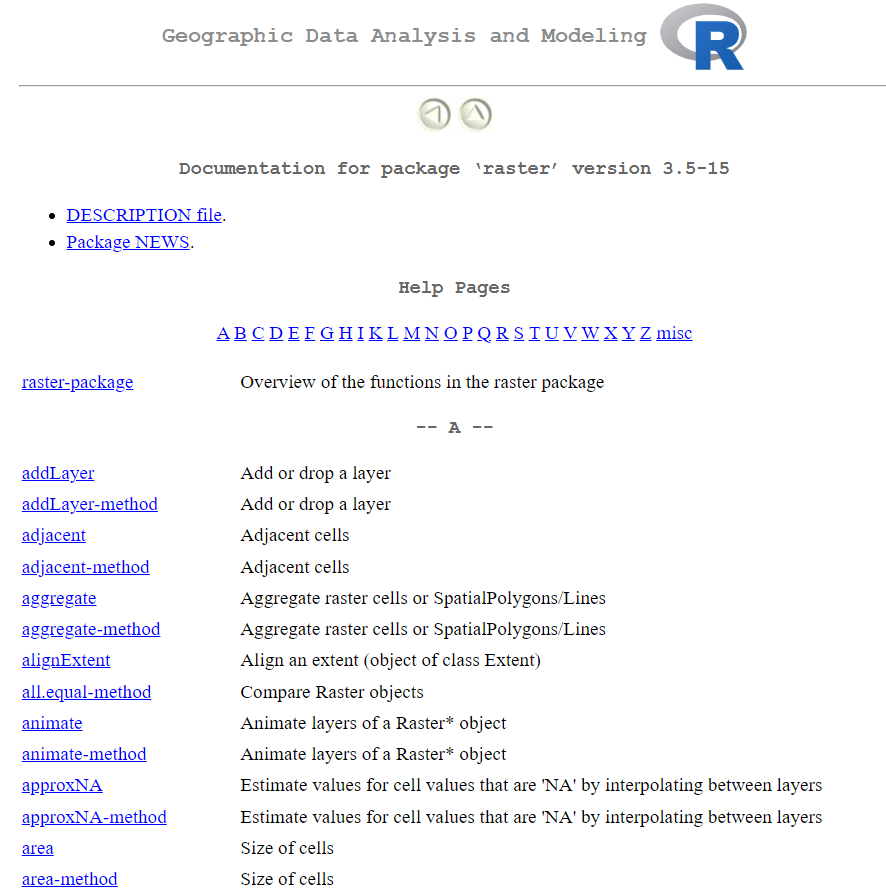 Geographic Data Analysis and Modeling R
Documentation for package ‘raster’ version 3.5-15
• DESCRIPTION file.
• Package NEWS.
Help Pages
A B C D E F G H I K L M N O P Q R S T U V W X Y Z misc
raster-package Overview of the functions in the raster package
-- A --
addLayer Add or drop a layer
addLayer-method Add or drop a layer
adjacent Adjacent cells
adjacent-method Adjacent cells
aggregate Aggregate raster cells or SpatialPolygons/Lines
aggregate-method Aggregate raster cells or SpatialPolygons/Lines
alignExtent Align an extent (object of class Extent)
all.equal-method Compare Raster objects
animate Animate layers of a Raster* object
animate-method Animate layers of a Raster* object
approxNA Estimate values for cell values that are 'NA' by interpolating between layers
approxNA-method Estimate values for cell values that are 'NA' by interpolating between layers
area Size of cells
area-method Size of cells